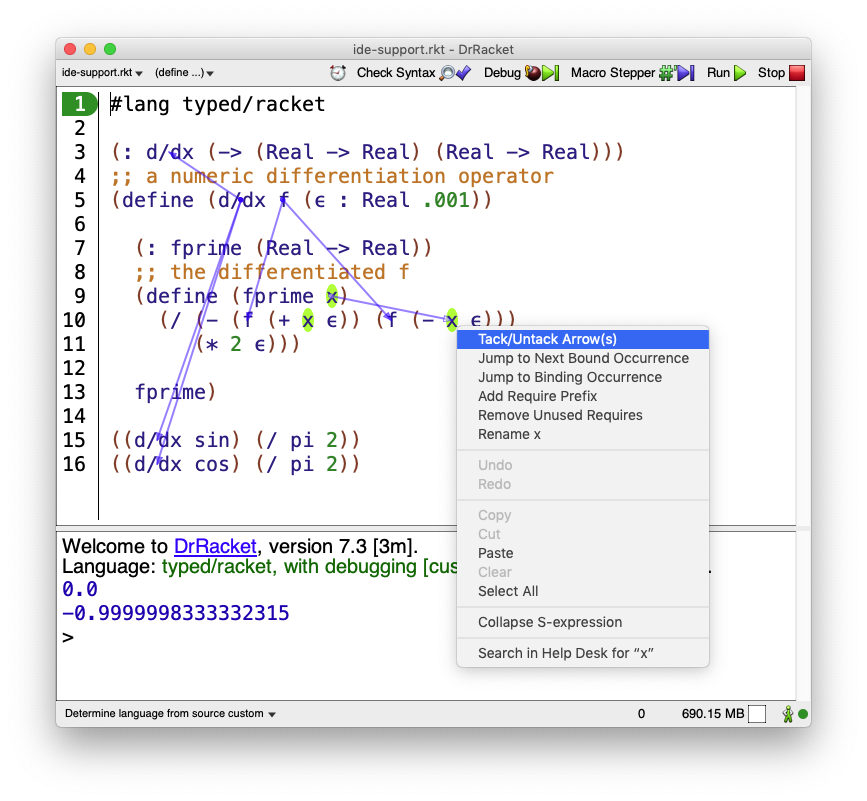 ide-support.rkt - DrRacket
ide-support.rkt (define ...) Check Syntax Debug Macro Stepper Run Stop
1 #lang typed/racket
2
3 (: d/dx (-> (Real -> Real) (Real -> Real)))
4 ;; a numeric differentiation operator
5 (define (d/dx f (ϵ : Real .001))
6
7 (: fprime (Real -> Real))
8 ;; the differentiated f
9 (define (fprime x)
10 (/ (- (f (+ x ϵ)) (f (- x ϵ)))
11 (* 2 ϵ)))
12
13 fprime)
14
15 ((d/dx sin) (/ pi 2))
16 ((d/dx cos) (/ pi 2))
Tack/Untack Arrow(s)
Jump to Next Bound Occurrence
Jump to Binding Occurrence
Add Require Prefix
Remove Unused Requires
Rename x
Undo
Redo
Copy
Cut
Paste
Clear
Select All
Collapse S-expression
Search in Help Desk for “x”
Welcome to DrRacket, version 7.3 [3m].
Language: typed/racket, with debugging [cus .
0.0
-0.9999998333332315
>
Determine language from source custom 0 690.15 MB